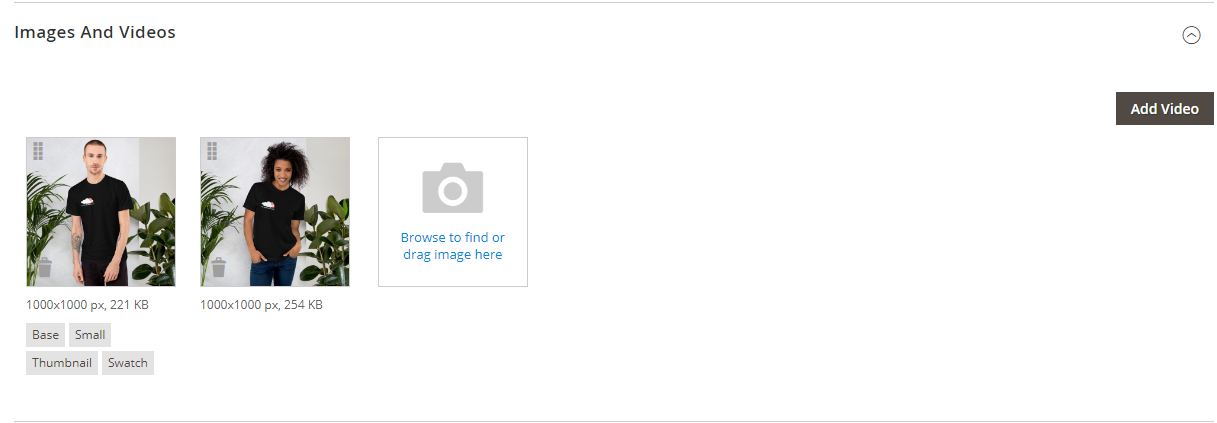 Images And Videos
Add Video
Browse to find or
drag image here
1000x1000 px, 221 KB
1000x1000 px, 254 KB
Base Small
Thumbnail Swatch